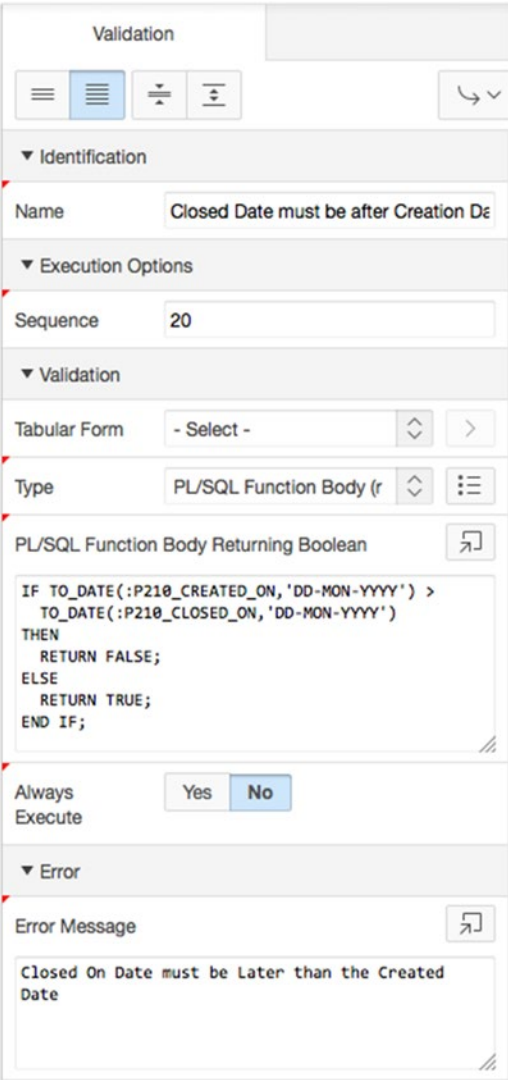 Validation
Identification
Name
Closed Date must be after Creation Da
Execution Options
Sequence
20
Validation
Tabular Form
- Select -
Type
PL/SQL Function Body (r
PL/SQL Function Body Returning Boolean
IF TO_DATE(:P210_CREATED_ON,'DD-MON-YYYY') >
TO_DATE(:P210_CLOSED_ON,'DD-MON-YYYY')
THEN
RETURN FALSE;
ELSE
RETURN TRUE;
END IF;
Always
Execute
Yes
No
Error
Error Message
Closed On Date must be Later than the Created
Date